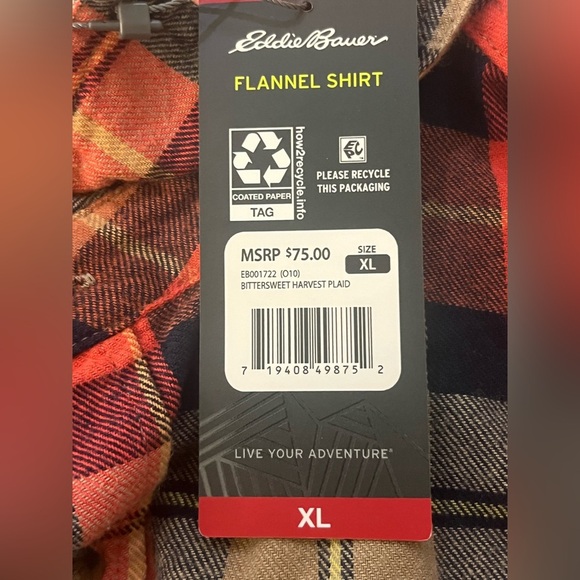 Eddie Bauer
FLANNEL SHIRT
how2recycle.info
COATED PAPER
TAG
PLEASE RECYCLE
THIS PACKAGING
MSRP $75.00
SIZE
XL
EB001722 (O10)
BITTERSWEET HARVEST PLAID
7 19408 49875 2
LIVE YOUR ADVENTURE®
XL